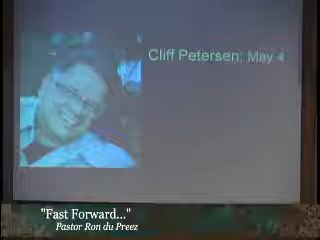 Cliff Petersen: May 4
"Fast Forward..."
Pastor Ron du Preez